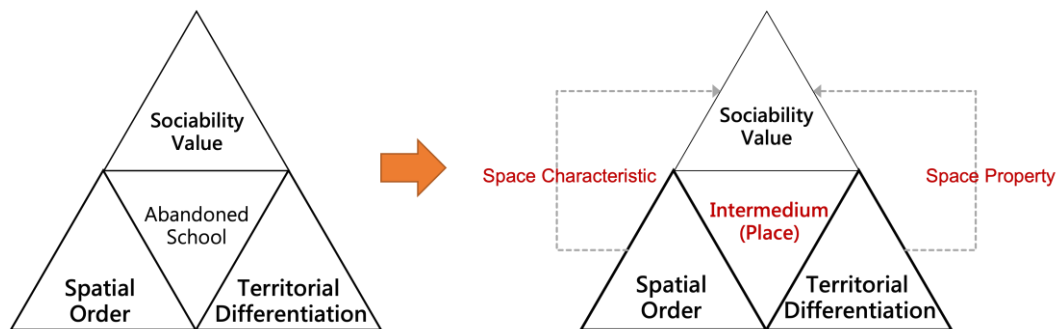 Sociability
Value
Abandoned
School
Spatial
Order
Territorial
Differentiation
Sociability
Value
Space Characteristic
Space Property
Intermedium
(Place)
Spatial
Order
Territorial
Differentiation